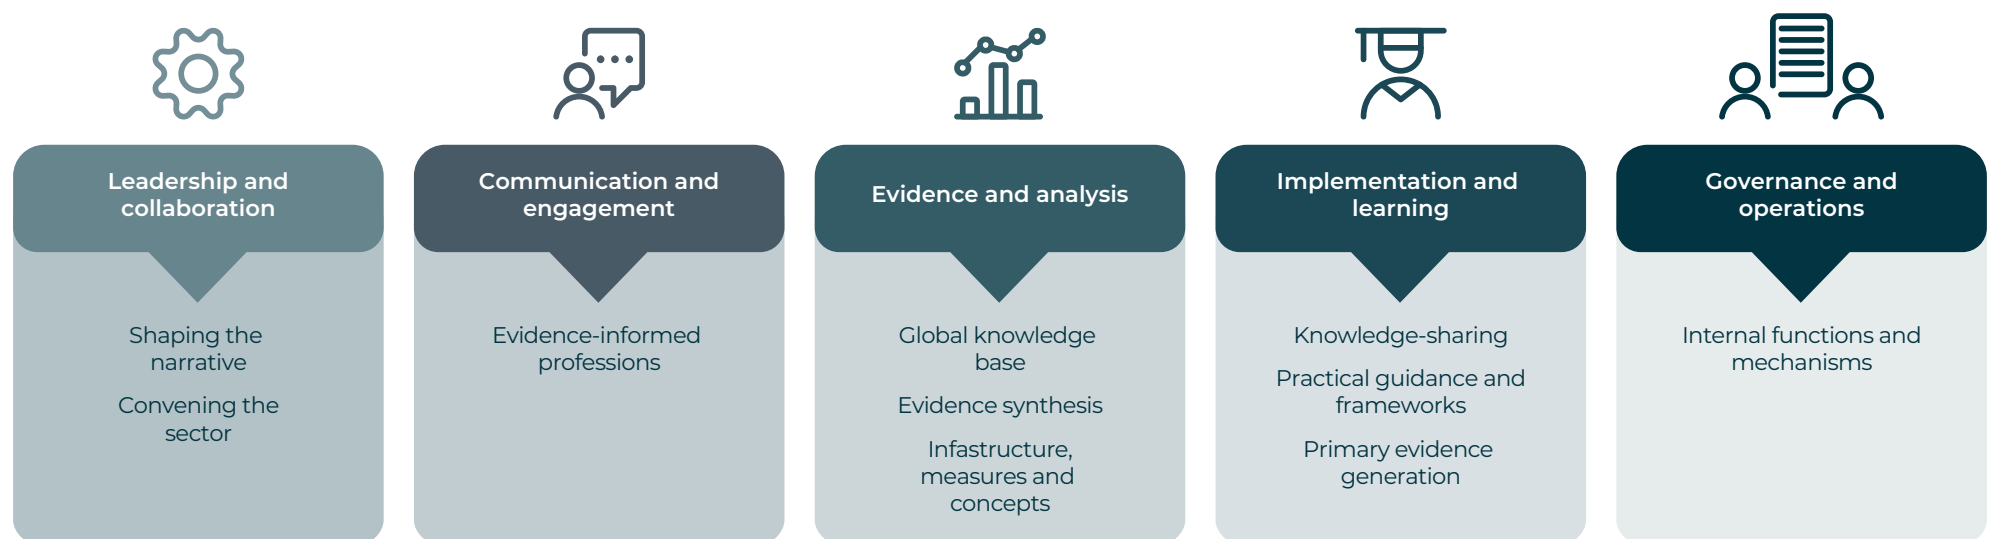 Leadership and
collaboration
Shaping the
narrative
Convening the
sector
Communication and
engagement
Evidence-informed
professions
Evidence and analysis
Global knowledge
base
Evidence synthesis
Infastructure,
measures and
concepts
Implementation and
learning
Knowledge-sharing
Practical guidance and
frameworks
Primary evidence
generation
Governance and
operations
Internal functions and
mechanisms